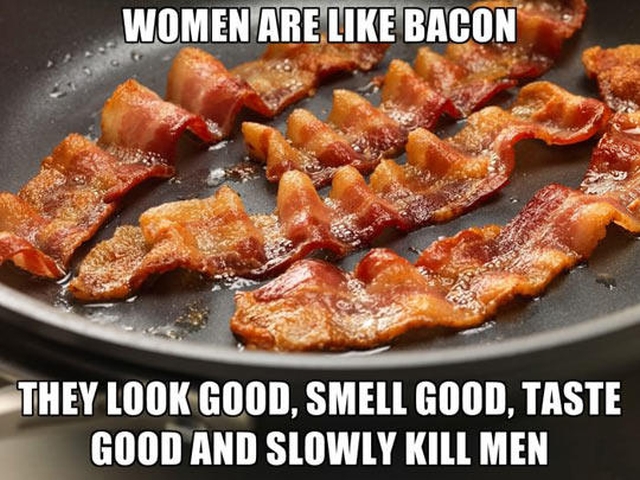 WOMEN ARE LIKE BACON
THEY LOOK GOOD, SMELL GOOD, TASTE
GOOD AND SLOWLY KILL MEN